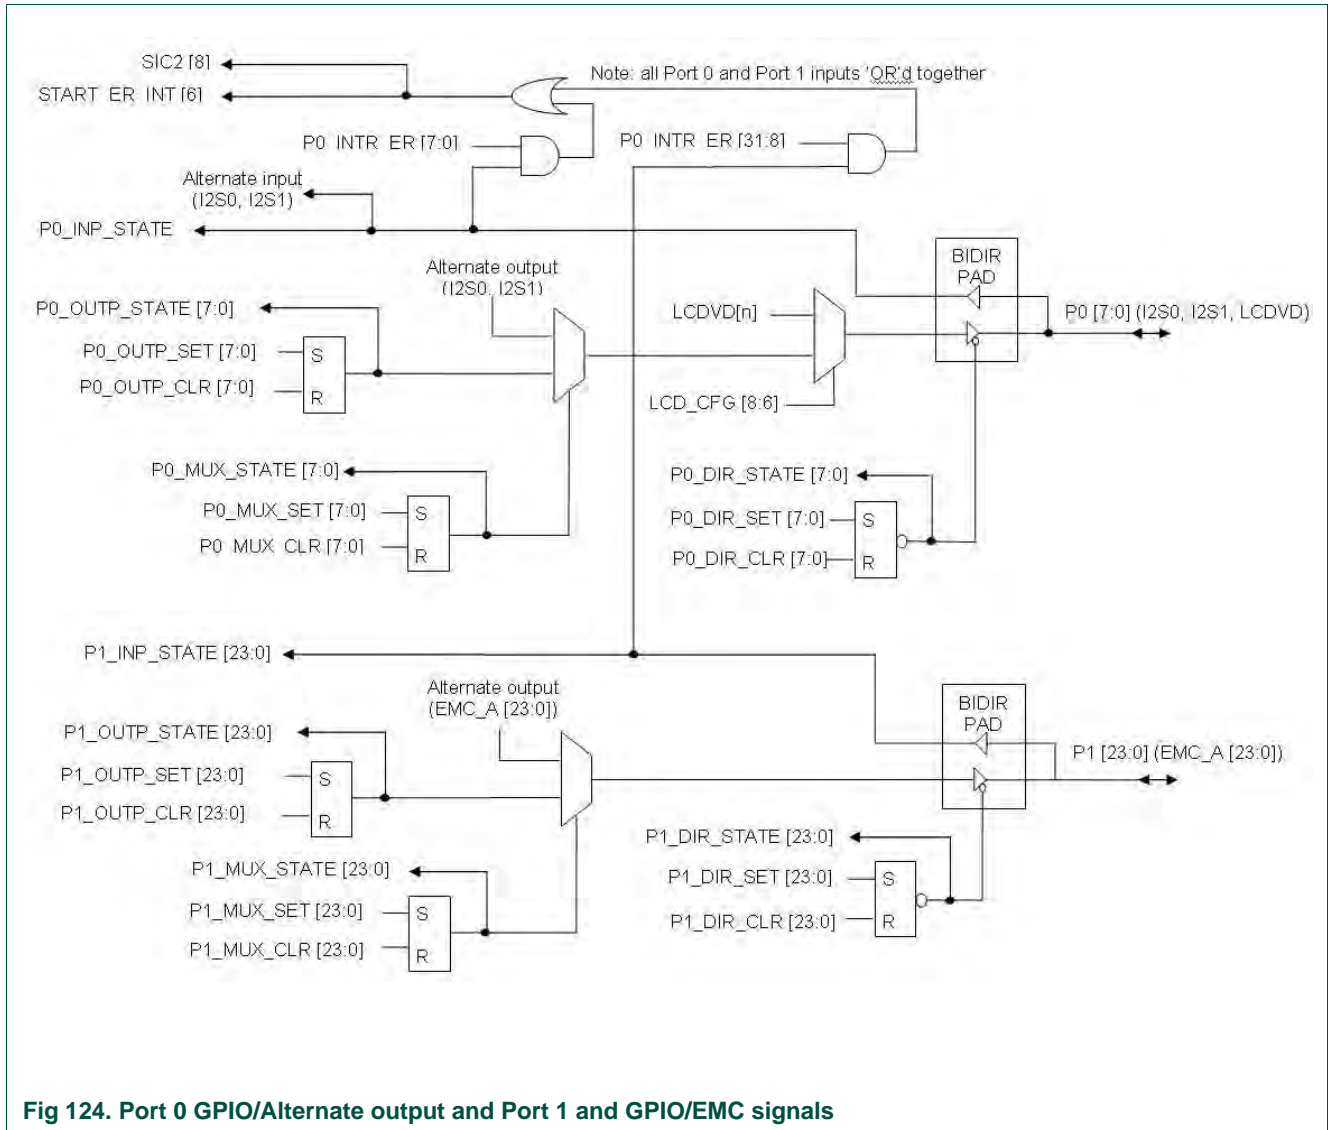 SIC2 [8]
START ER INT [6]
Note: all Port 0 and Port 1 inputs 'OR'd together
P0 INTR ER [7:0]
P0 INTR ER [31:8]
Alternate input
(I2S0, I2S1)
P0_INP_STATE
Alternate output
(I2S0, I2S1)
BIDIR
PAD
P0_OUTP_STATE [7:0]
LCDVD[n]
P0 [7:0] (I2S0, I2S1, LCDVD)
P0_OUTP_SET [7:0]
S
P0_OUTP_CLR [7:0]
R
LCD_CFG [8:6]
P0_MUX_STATE [7:0]
P0_DIR_STATE [7:0]
P0_MUX_SET [7:0]
S
P0_DIR_SET [7:0]
S
P0 MUX CLR [7:0]
R
P0_DIR_CLR [7:0]
R
P1_INP_STATE [23:0]
Alternate output
(EMC_A [23:0])
BIDIR
PAD
P1_OUTP_STATE [23:0]
P1 [23:0] (EMC_A [23:0])
P1_OUTP_SET [23:0]
S
P1_OUTP_CLR [23:0]
R
P1_DIR_STATE [23:0]
P1_MUX_STATE [23:0]
P1_DIR_SET [23:0]
S
P1_MUX_SET [23:0]
S
P1_DIR_CLR [23:0]
R
P1_MUX_CLR [23:0]
R
Fig 124. Port 0 GPIO/Alternate output and Port 1 and GPIO/EMC signals